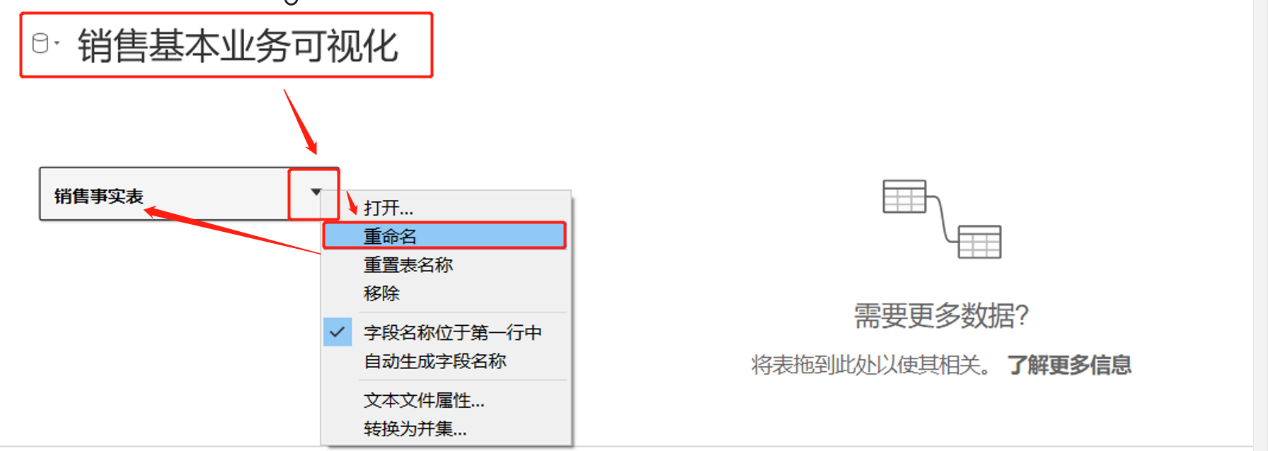 销售基本业务可视化
销售事实表
打开...
重命名
重置表名称
移除
字段名称位于第一行中
自动生成字段名称
文本文件属性...
转换为并集...
需要更多数据?
将表拖到此处以使其相关。 了解更多信息